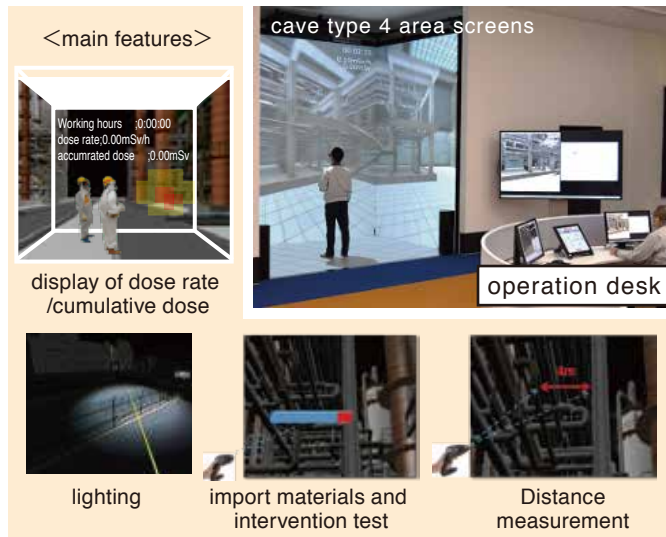 <main features>
Working hours ;0:00:00
dose rate;0.00mSv/h
accumrated dose ;0.00mSv
display of dose rate
/cumulative dose
cave type 4 area screens
operation desk
lighting
import materials and
intervention test
4m
Distance
measurement